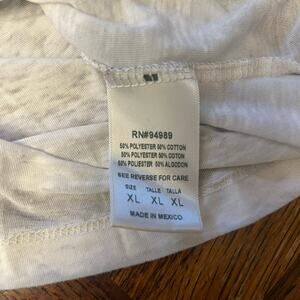 RN#94989
50% POLYESTER 50% COTTON
50% POLYESTER 50% COTON
50% POLIESTER 50% ALGODON
SEE REVERSE FOR CARE
SIZE TAILLE TALLA
XL XL XL
MADE IN MEXICO